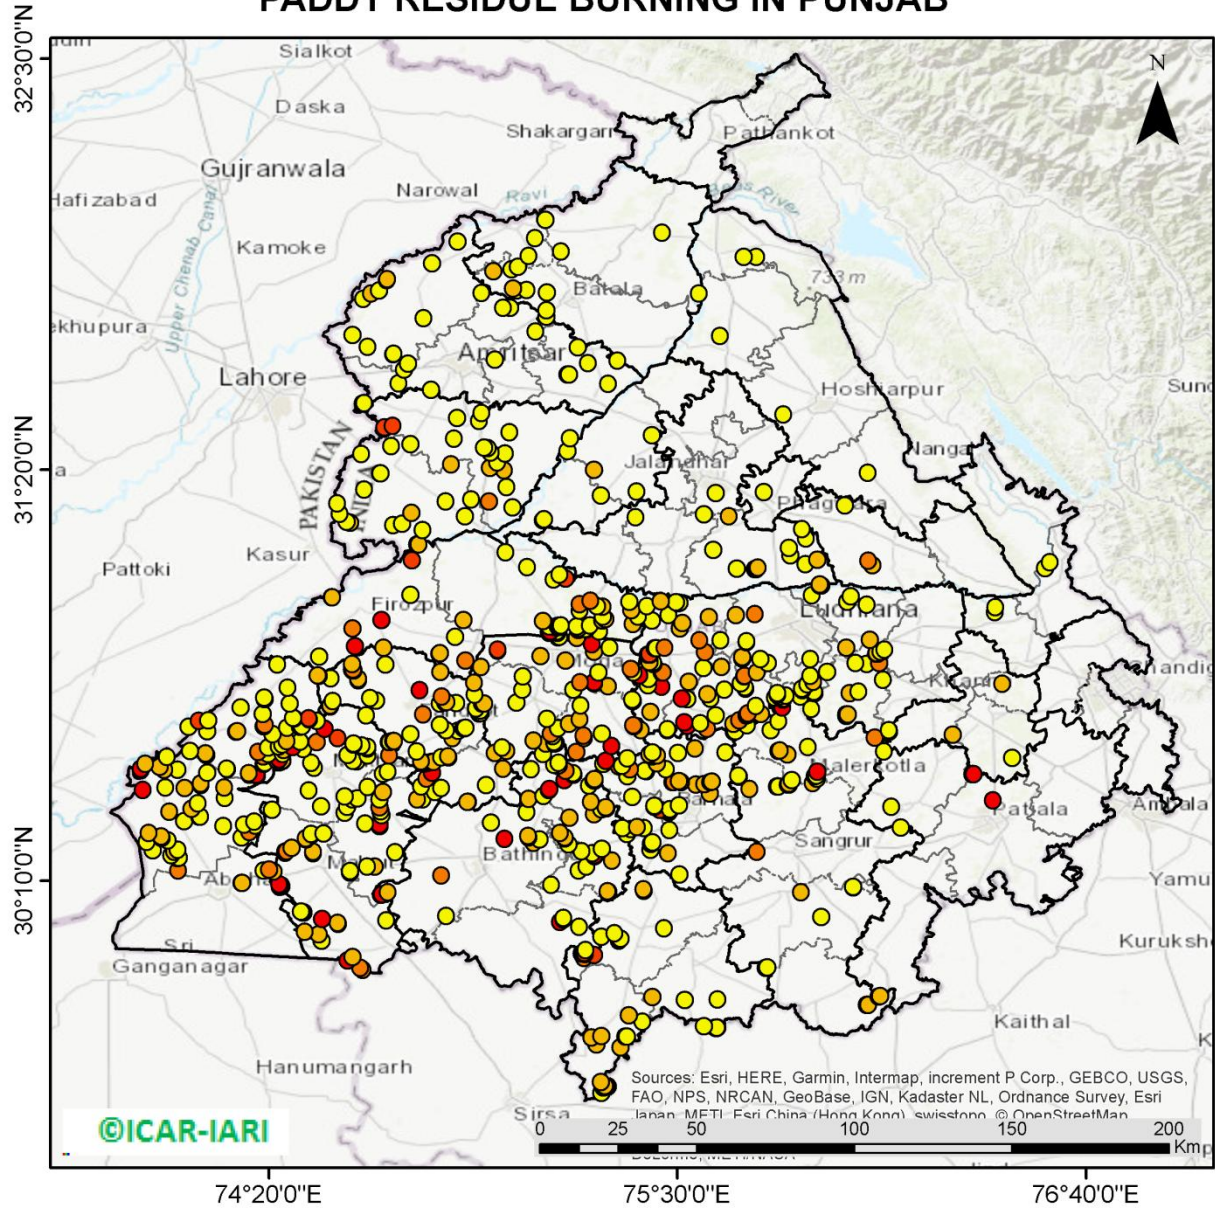 PADDY RESIDUE BURNING IN PUNJAB
32°30'0"N
Sialkot
N
Daska
Shakargarh
Pathankot
Gujranwala
Narowal
Ravi
Beas River
Hafizabad
Upper Chenab Canal
Kamoke
733 m
Batala
ekhupura
Amritsar
Lahore
Hoshiarpur
Sund
PAKISTAN
INDIA
31°20'0"N
a
Nangal
Jalandhar
Phagwara
Kasur
Pattoki
Firozpur
Ludhiana
Moga
Chandig
Khanna
Malerkotla
Barnala
Patiala
Ambala
Sangrur
Bathinda
30°10'0"N
Abohar
Yamu
Sri
Ganganagar
Kuruksh
Kaithal
K
Hanumangarh
Sirsa
Sources: Esri, HERE, Garmin, Intermap, increment P Corp., GEBCO, USGS,
FAO, NPS, NRCAN, GeoBase, IGN, Kadaster NL, Ordnance Survey, Esri
Japan, METI, Esri China (Hong Kong), swisstopo, © OpenStreetMap
©ICAR-IARI
0 25 50 100 150 200
Km
74°20'0"E 75°30'0"E 76°40'0"E